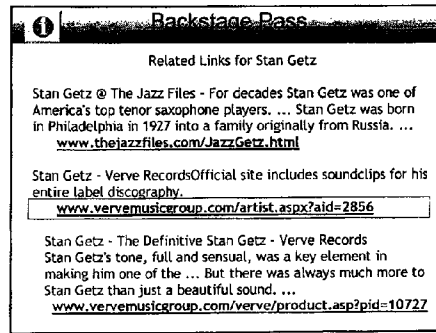 Backstage Pass
Related Links for Stan Getz
Stan Getz @ The Jazz Files - For decades Stan Getz was one of
America's top tenor saxophone players. ... Stan Getz was born
in Philadelphia in 1927 into a family originally from Russia. ...
www.thejazzfiles.com/JazzGetz.html
Stan Getz - Verve RecordsOfficial site includes soundclips for his
entire label discography.
www.vervemusicgroup.com/artist.aspx?aid=2856
Stan Getz - The Definitive Stan Getz - Verve Records
Stan Getz's tone, full and sensual, was a key element in
making him one of the ... But there was always much more to
Stan Getz than just a beautiful sound. ...
www.vervemusicgroup.com/verve/product.asp?pid=10727